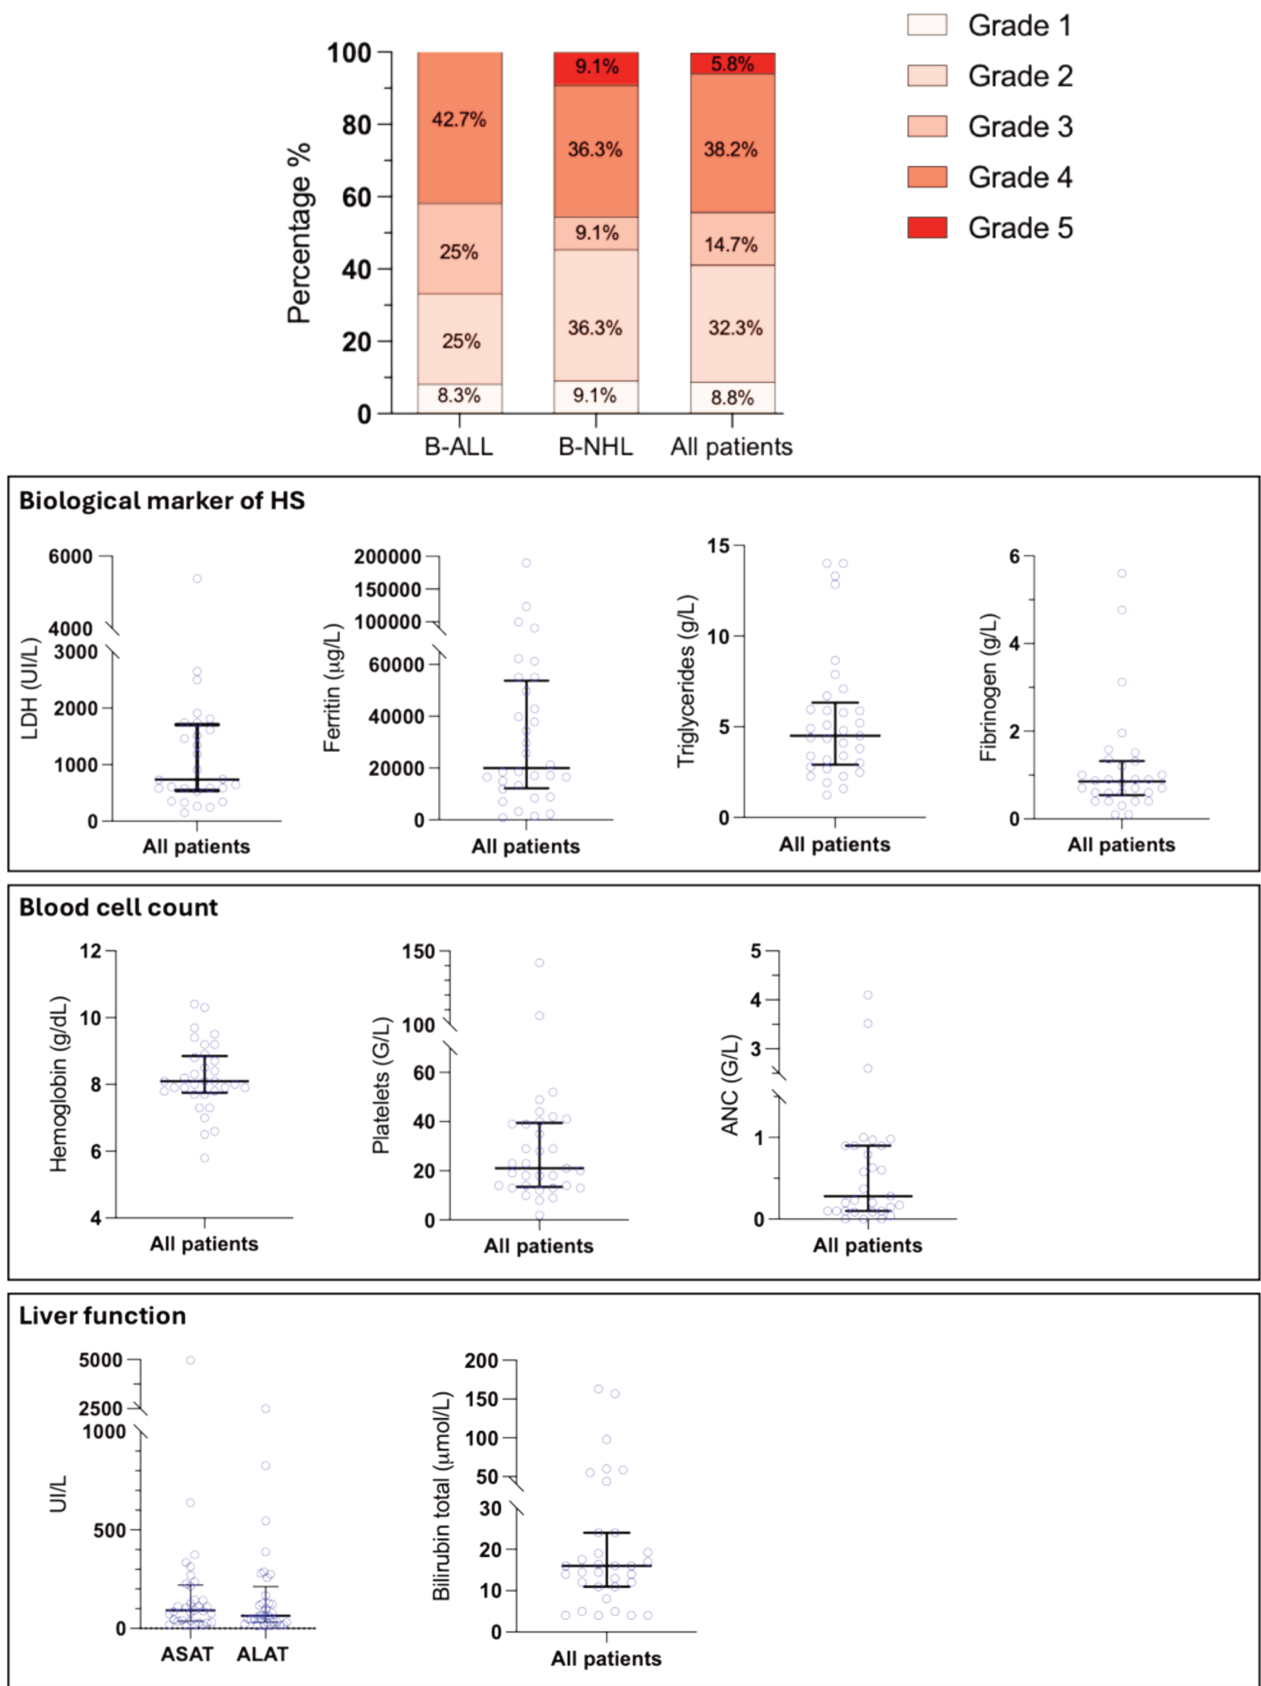 Grade 1
Grade 2
Grade 3
Grade 4
Grade 5
Percentage %
100
80
60
40
20
0
42.7%
25%
25%
8.3%
9.1%
36.3%
9.1%
36.3%
9.1%
5.8%
38.2%
14.7%
32.3%
8.8%
B-ALL B-NHL All patients
Biological marker of HS
LDH (UI/L)
6000
4000
3000
2000
1000
0
All patients
Ferritin (µg/L)
200000
150000
100000
60000
40000
20000
0
All patients
Triglycerides (g/L)
15
10
5
0
All patients
Fibrinogen (g/L)
6
4
2
0
All patients
Blood cell count
Hemoglobin (g/dL)
12
10
8
6
4
All patients
Platelets (G/L)
150
100
60
40
20
0
All patients
ANC (G/L)
5
4
3
1
0
All patients
Liver function
UI/L
5000
2500
1000
500
0
ASAT ALAT
Bilirubin total (µmol/L)
200
150
100
50
30
20
10
0
All patients